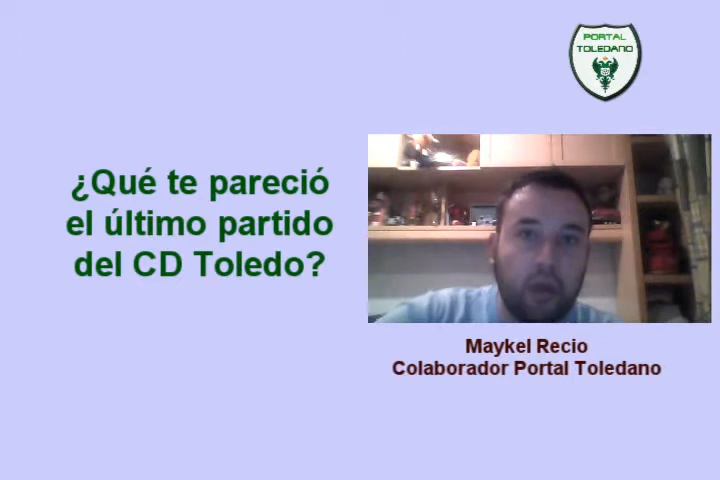 PORTAL
TOLEDANO
¿Qué te pareció
el último partido
del CD Toledo?
Maykel Recio
Colaborador Portal Toledano